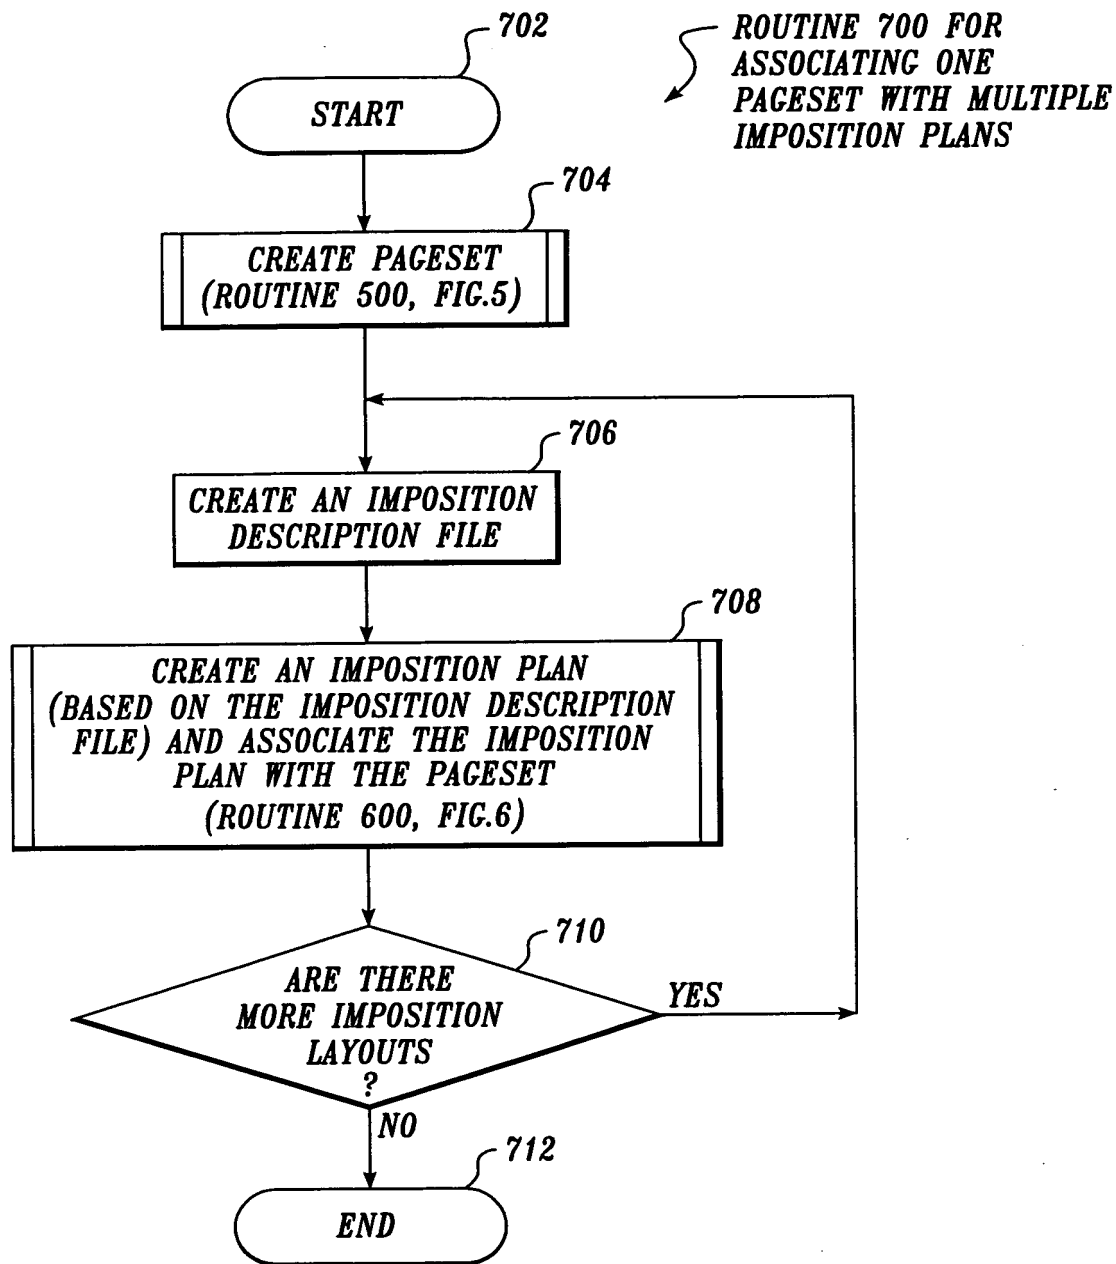 702
START
ROUTINE 700 FOR
ASSOCIATING ONE
PAGESET WITH MULTIPLE
IMPOSITION PLANS
704
CREATE PAGESET
(ROUTINE 500, FIG.5)
706
CREATE AN IMPOSITION
DESCRIPTION FILE
708
CREATE AN IMPOSITION PLAN
(BASED ON THE IMPOSITION DESCRIPTION
FILE) AND ASSOCIATE THE IMPOSITION
PLAN WITH THE PAGESET
(ROUTINE 600, FIG.6)
710
ARE THERE
MORE IMPOSITION
LAYOUTS
?
YES
NO
712
END